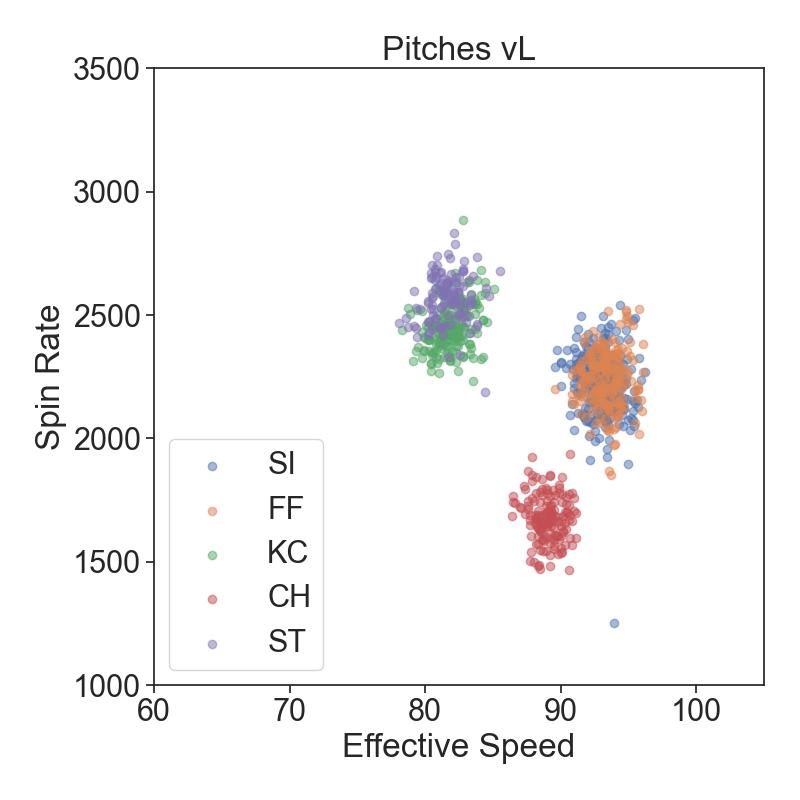 Pitches vL
3500
3000
2500
2000
1500
1000
Spin Rate
SI
FF
KC
CH
ST
60 70 80 90 100
Effective Speed